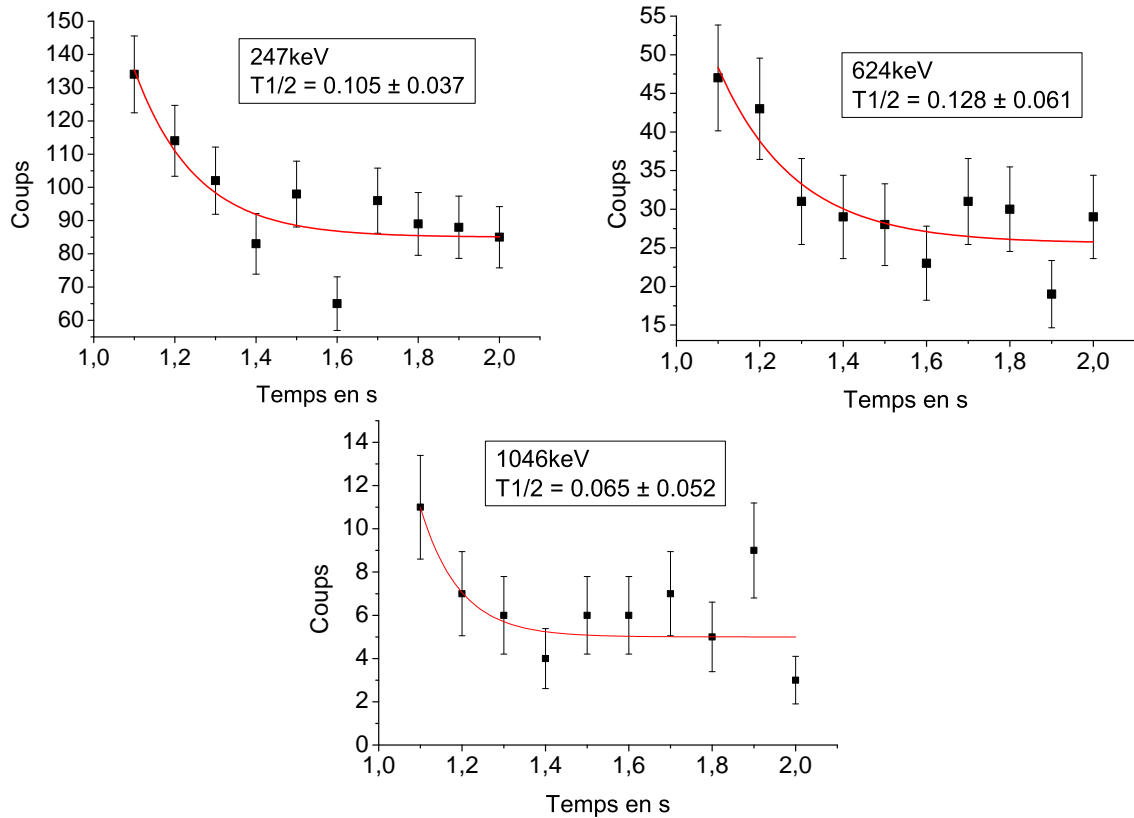 150
140
130
120
110
100
90
80
70
60
Coups
247keV
T1/2 = 0.105 ± 0.037
1,0 1,2 1,4 1,6 1,8 2,0
Temps en s
55
50
45
40
35
30
25
20
15
Coups
624keV
T1/2 = 0.128 ± 0.061
1,0 1,2 1,4 1,6 1,8 2,0
Temps en s
14
12
10
8
6
4
2
0
Coups
1046keV
T1/2 = 0.065 ± 0.052
1,0 1,2 1,4 1,6 1,8 2,0
Temps en s